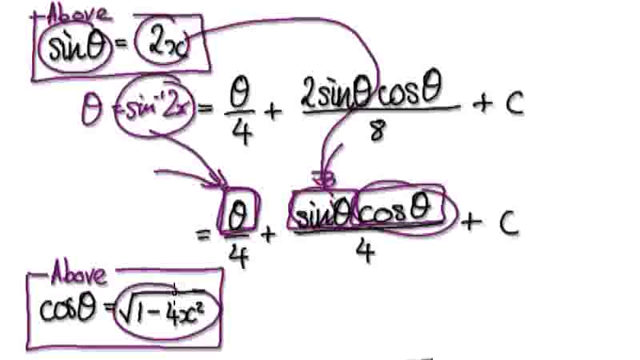 Above
sinθ = 2x
θ = sin⁻¹2x = θ/4 + 2sinθcosθ/8 + C
= θ/4 + sinθcosθ/4 + C
Above
cosθ = √1 - 4x²